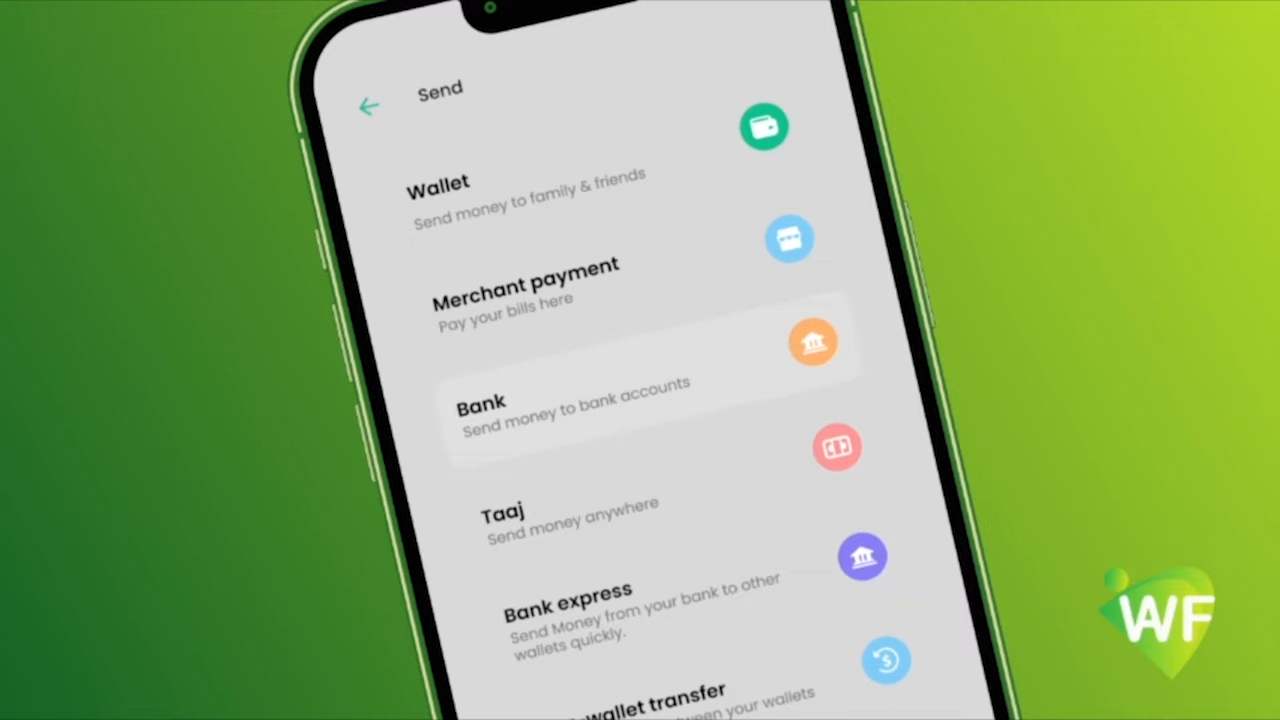 Send
Wallet
Send money to family & friends
Merchant payment
Pay your bills here
Bank
Send money to bank accounts
Taaj
Send money anywhere
Bank express
Send Money from your bank to other
wallets quickly.
wallet transfer
your wallets
WF